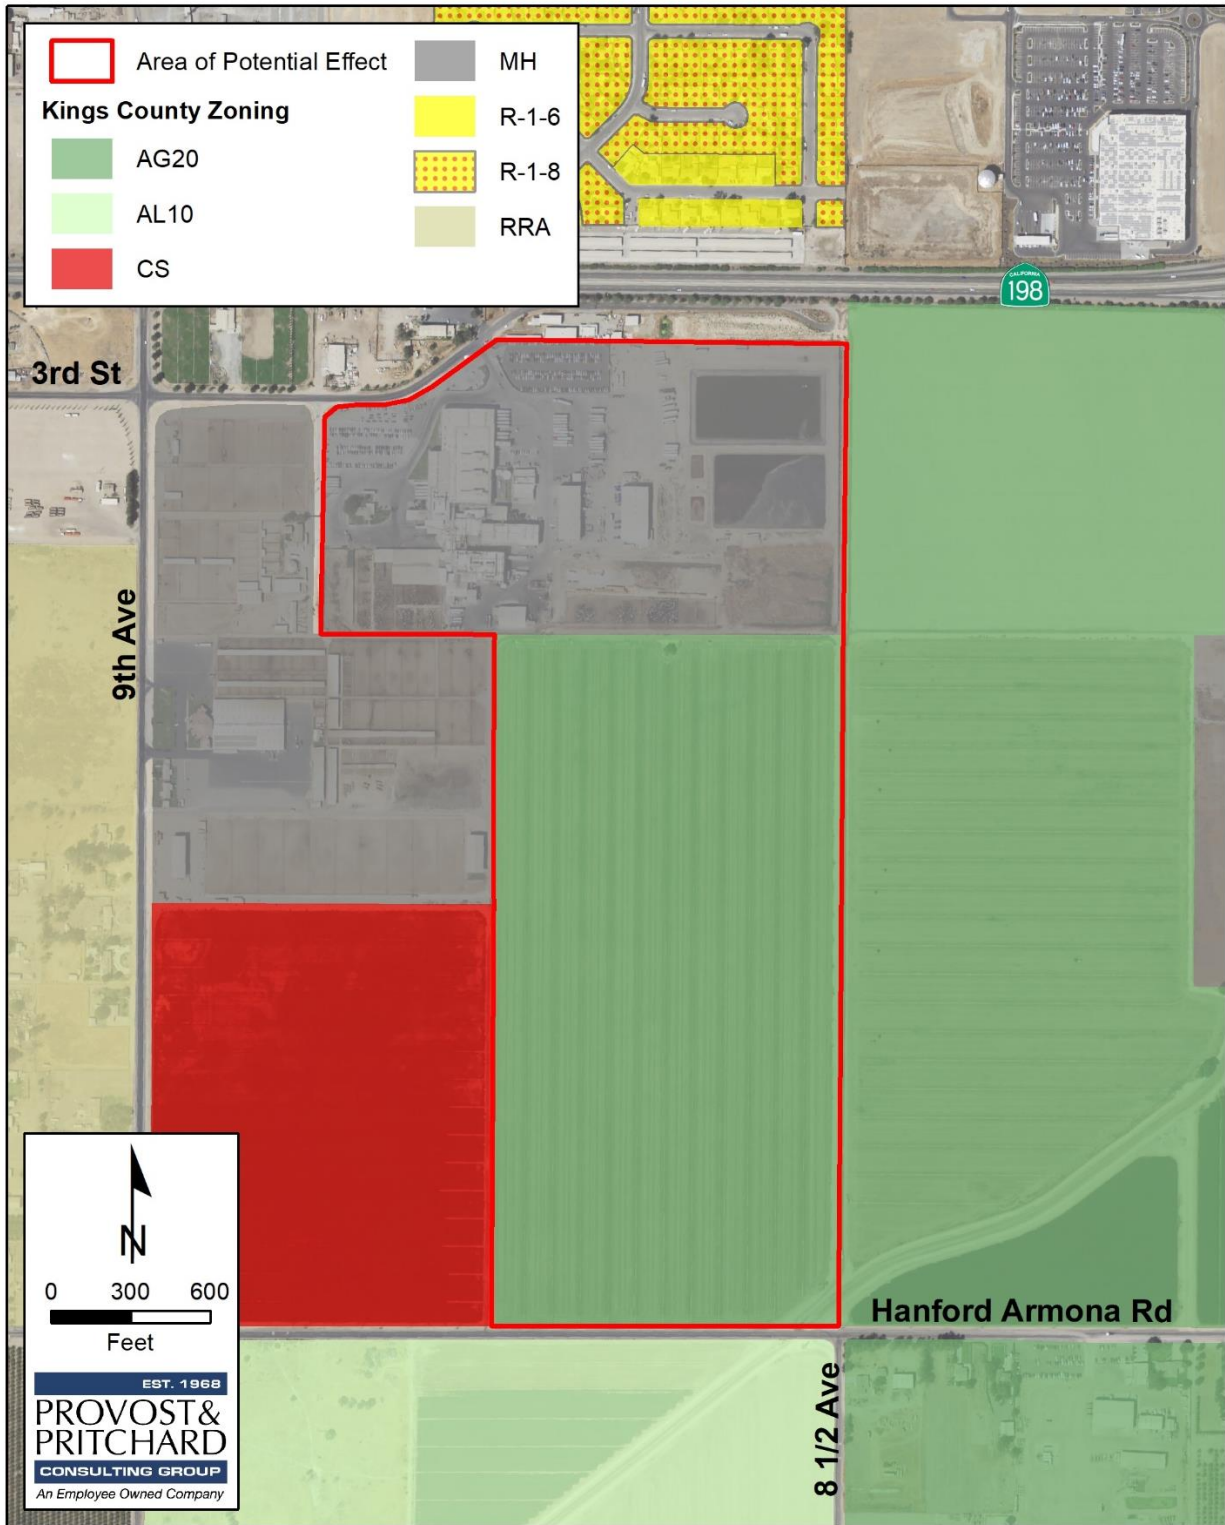 Area of Potential Effect
Kings County Zoning
AG20
AL10
CS
MH
R-1-6
R-1-8
RRA
CALIFORNIA
198
3rd St
9th Ave
Hanford Armona Rd
8 1/2 Ave
N
0 300 600
Feet
EST. 1968
PROVOST&
PRITCHARD
CONSULTING GROUP
An Employee Owned Company